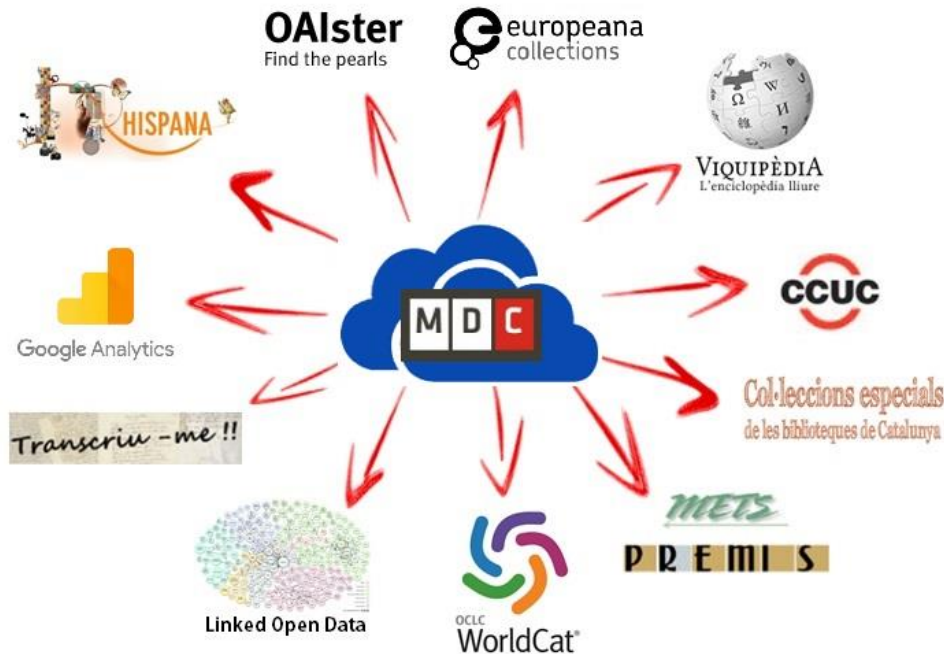 OAIster
Find the pearls
europeana
collections
HISPANA
VIQUIPÈDIA
L'enciclopèdia lliure
Google Analytics
MDC
CCUC
Transcriu -me !!
Col·leccions especials
de les biblioteques de Catalunya
METS
PREMIS
Linked Open Data
OCLC
WorldCat®